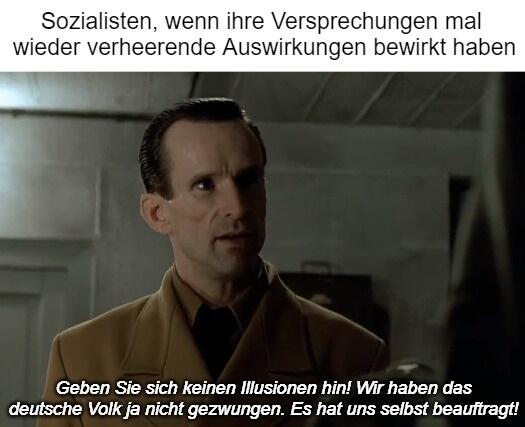 Sozialisten, wenn ihre Versprechungen mal
wieder verheerende Auswirkungen bewirkt haben
Geben Sie sich keinen Illusionen hin! Wir haben das
deutsche Volk ja nicht gezwungen. Es hat uns selbst beauftragt!